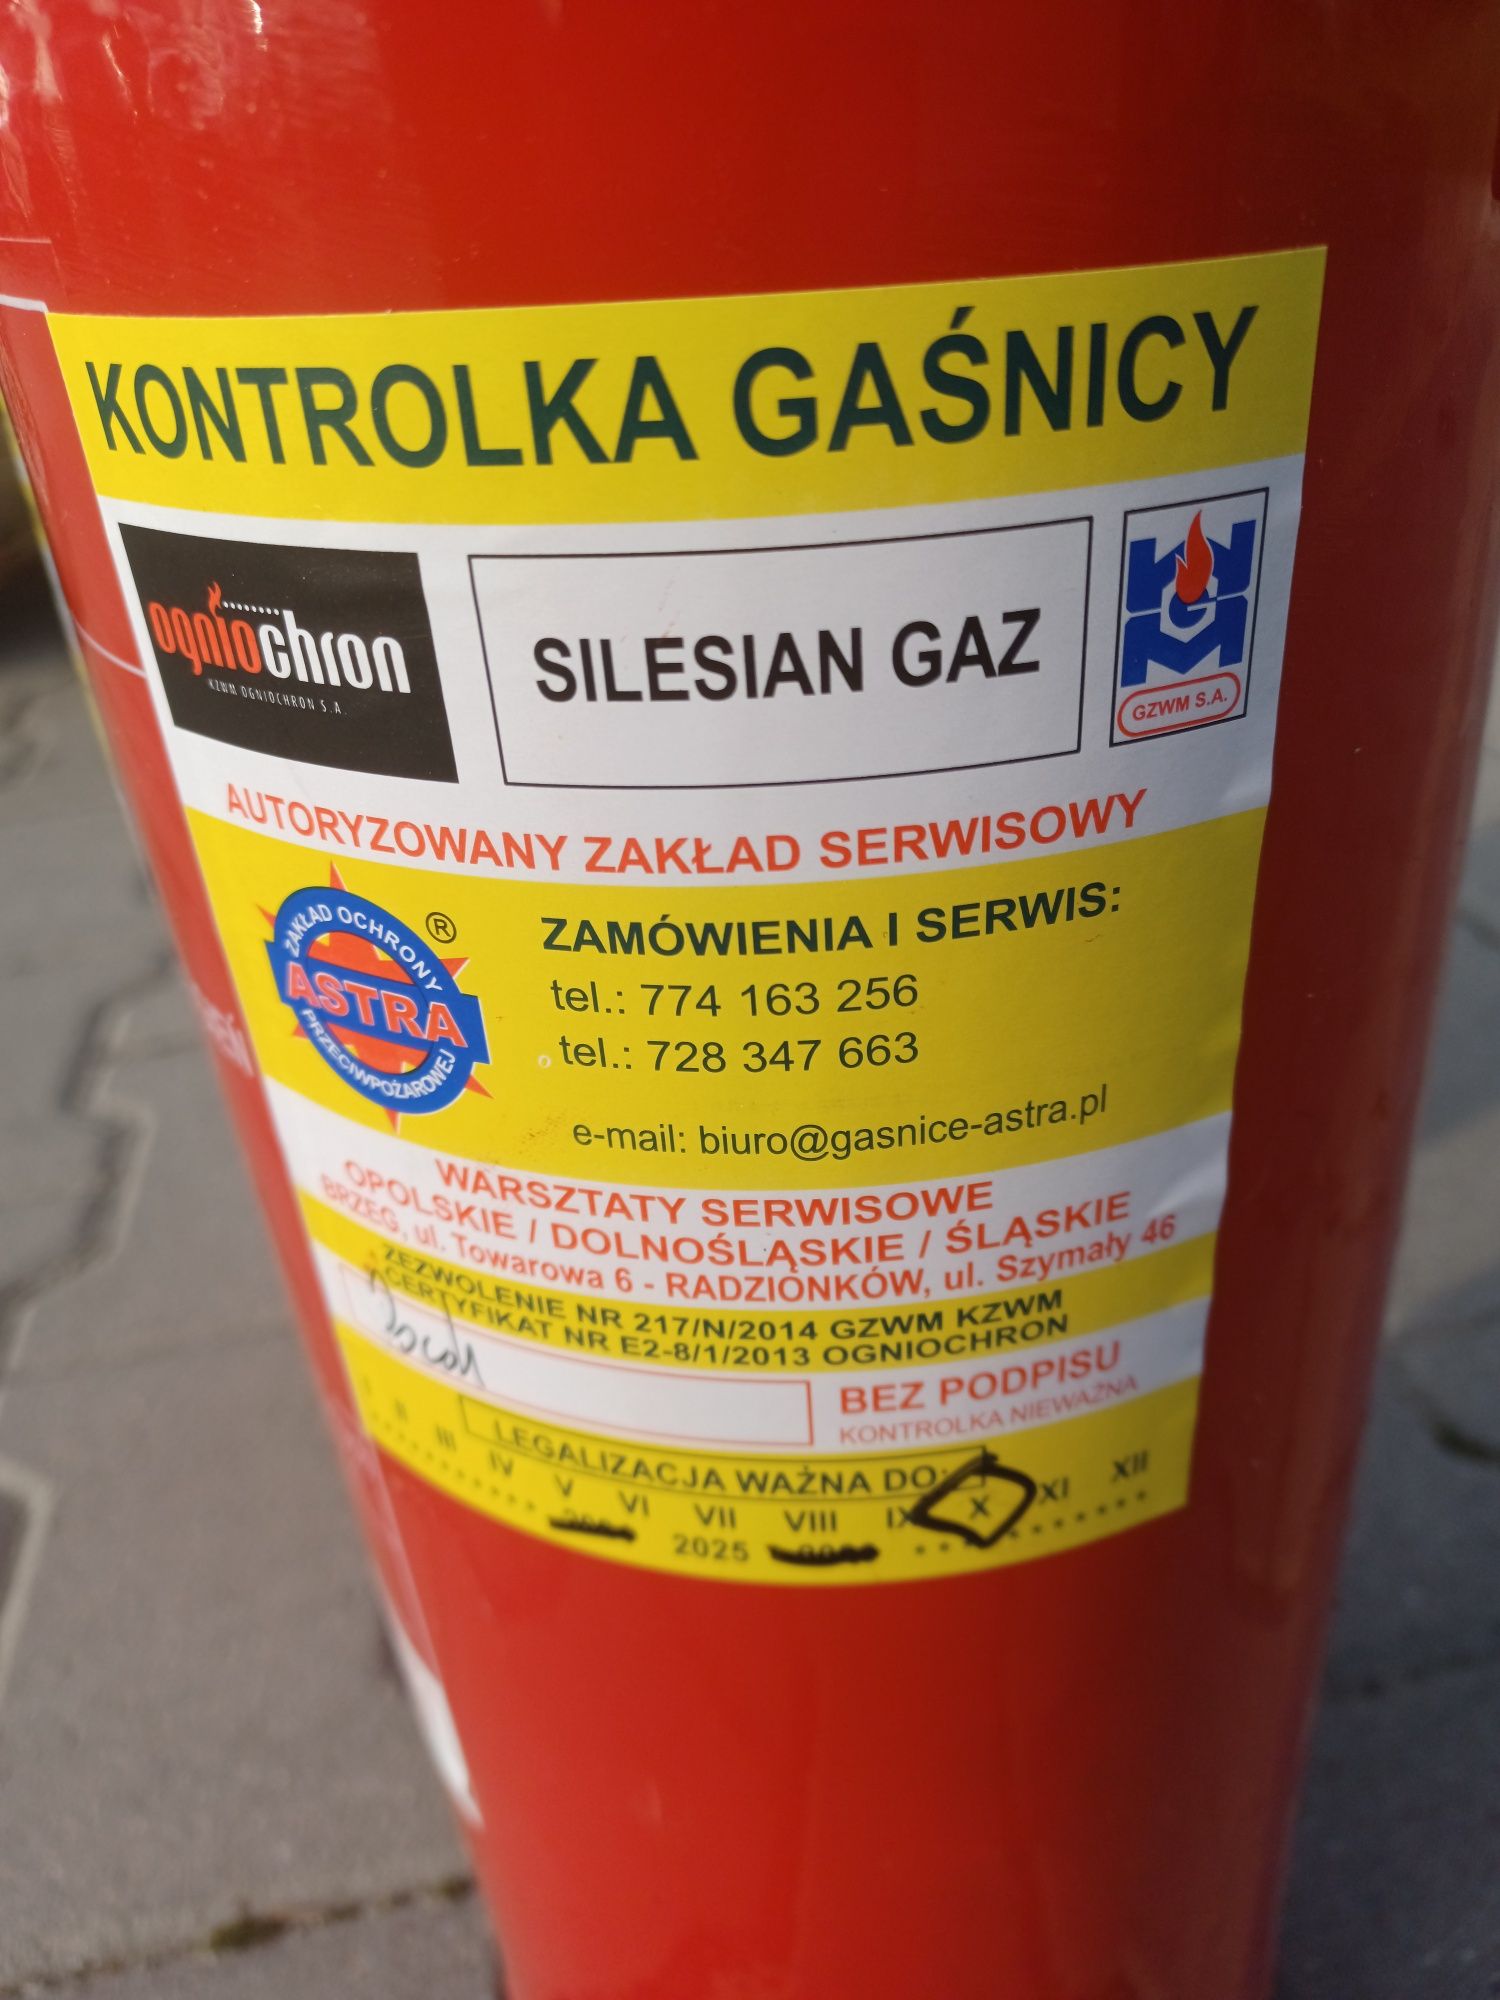 KONTROLKA GAŚNICY
ogniochron
KZWM OGNIOCHRON S.A.
SILESIAN GAZ
GZWM S.A.
AUTORYZOWANY ZAKŁAD SERWISOWY
ZAKŁAD OCHRONY
ASTRA
PRZECIWPOŻAROWEJ
®
ZAMÓWIENIA I SERWIS:
tel.: 774 163 256
tel.: 728 347 663
e-mail: biuro@gasnice-astra.pl
WARSZTATY SERWISOWE
OPOLSKIE / DOLNOŚLĄSKIE / ŚLĄSKIE
BRZEG, ul. Towarowa 6 - RADZIONKÓW, ul. Szymały 46
ZEZWOLENIE NR 217/N/2014 GZWM KZWM
CERTYFIKAT NR E2-8/1/2013 OGNIOCHRON
BEZ PODPISU
KONTROLKA NIEWAŻNA
LEGALIZACJA WAŻNA DO:
I II III IV V VI VII VIII IX X XI XII
2025